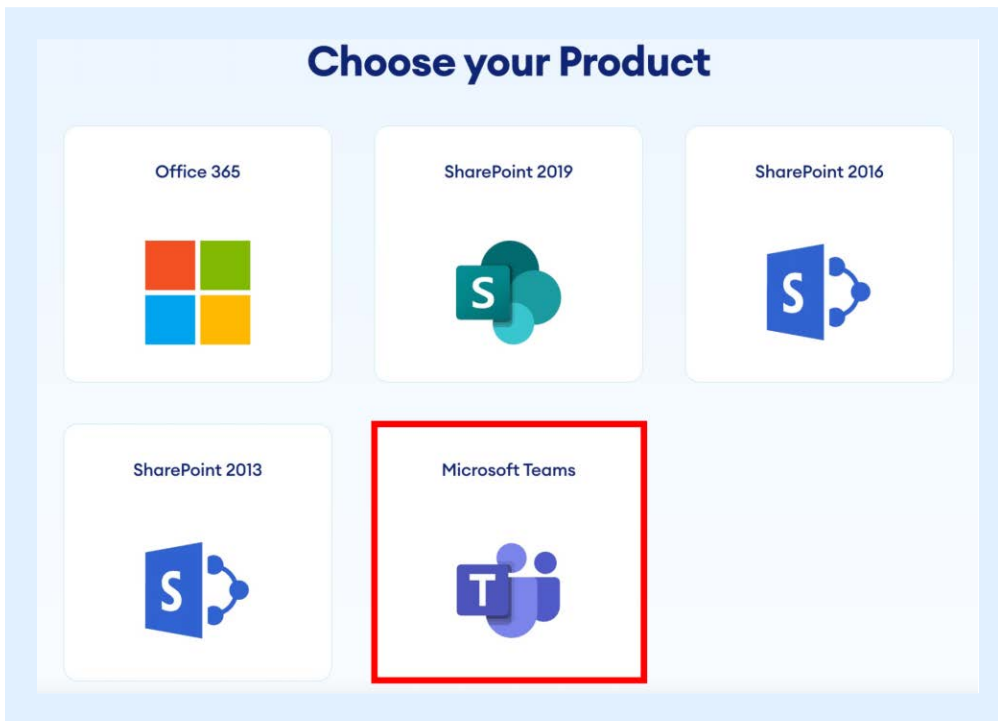 Choose your Product
Office 365
SharePoint 2019
SharePoint 2016
S
S
SharePoint 2013
Microsoft Teams
S
T